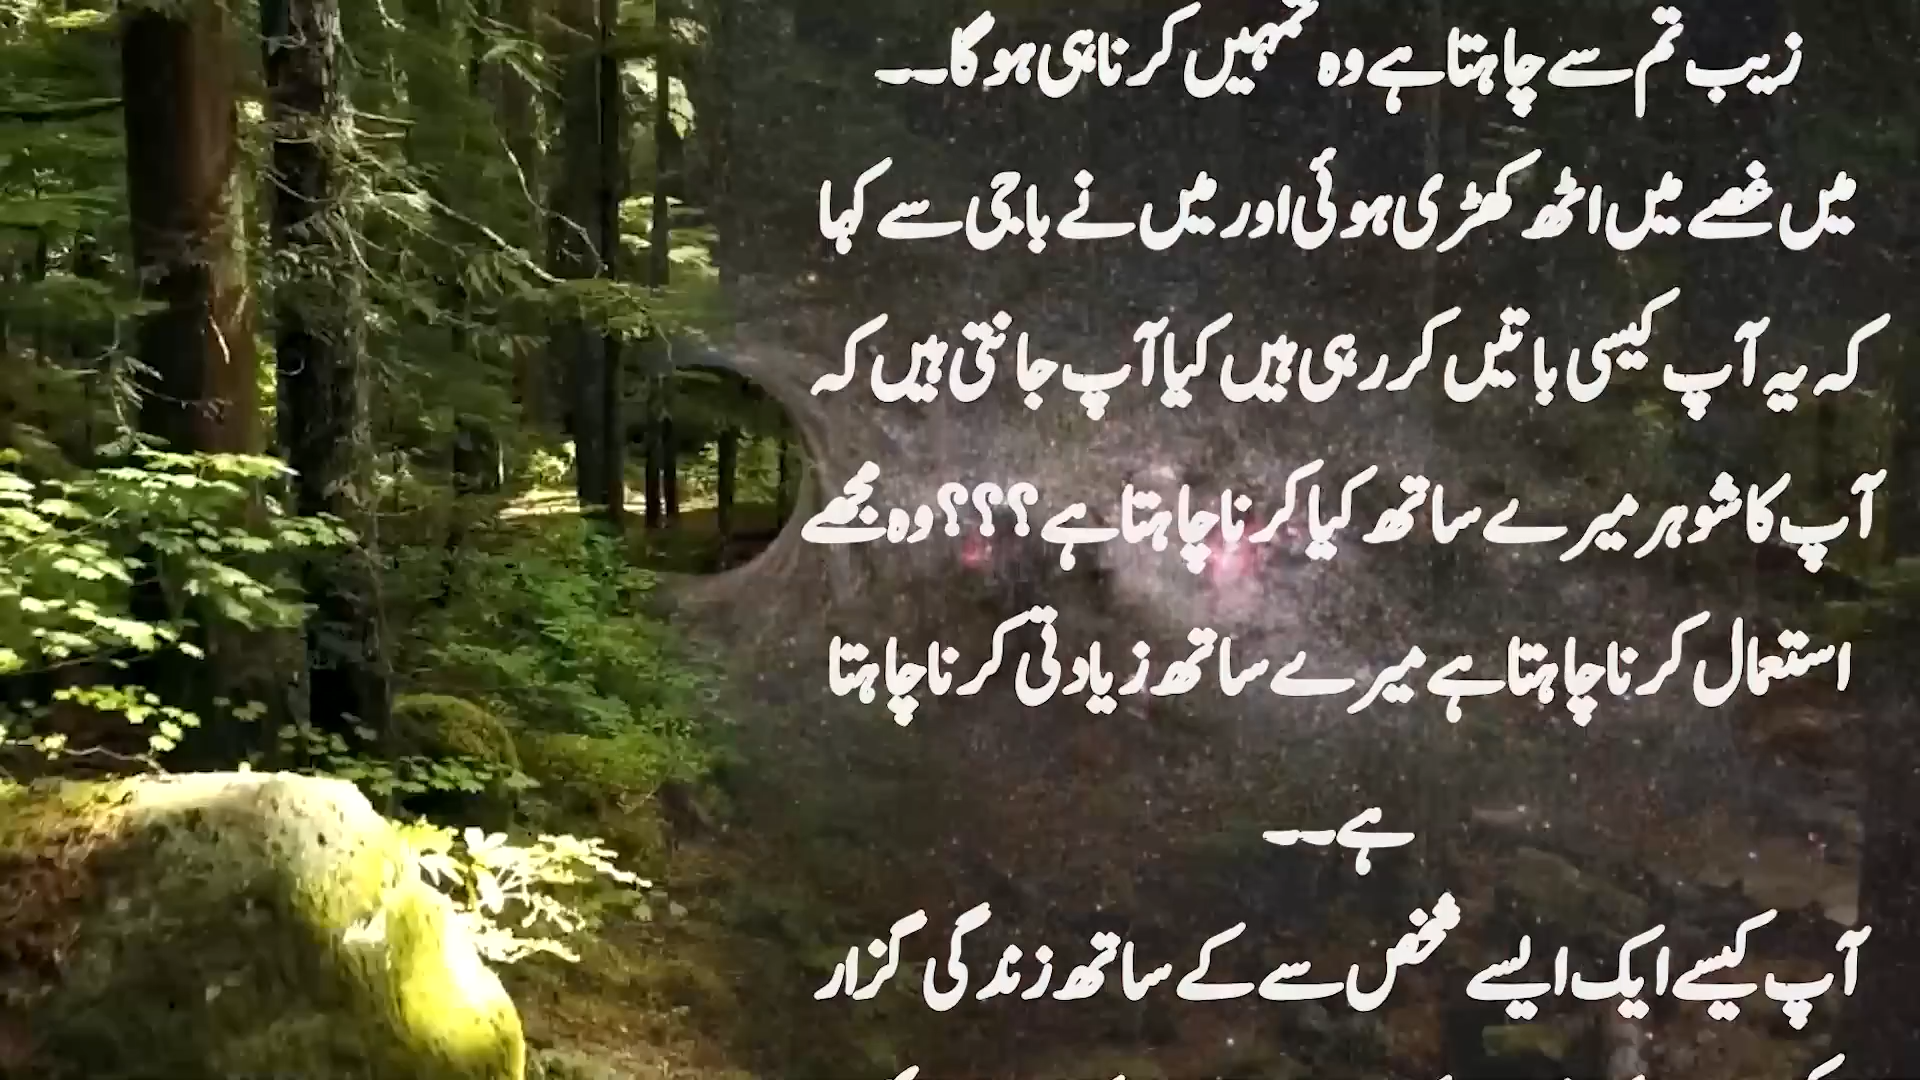 زیب تم سے چاہتا ہے وہ تمہیں کرنا ہی ہو گا۔۔
میں غصے میں اٹھ کھڑی ہوئی اور میں نے باجی سے کہا
کہ یہ آپ کیسی باتیں کر رہی ہیں کیا آپ جانتی ہیں کہ
آپ کا شوہر میرے ساتھ کیا کرنا چاہتا ہے؟؟؟ وہ مجھے
استعمال کرنا چاہتا ہے میرے ساتھ زیادتی کرنا چاہتا
ہے۔۔
آپ کیسے ایک ایسے شخص سے کے ساتھ زندگی گزار